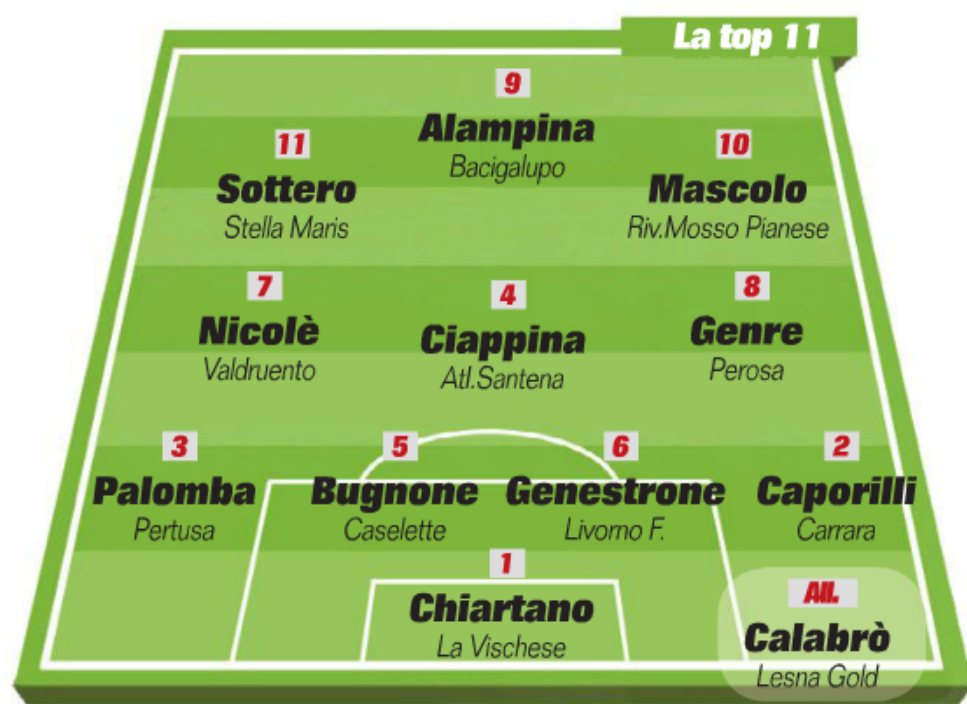 La top 11
9
Alampina
Bacigalupo
11
Sottero
Stella Maris
10
Mascolo
Riv.Mosso Pianese
7
Nicolè
Valdruento
4
Ciappina
Atl.Santena
8
Genre
Perosa
3
Palomba
Pertusa
5
Bugnone
Caselette
6
Genestrone
Livorno F.
2
Caporilli
Carrara
1
Chiartano
La Vischese
All.
Calabrò
Lesna Gold